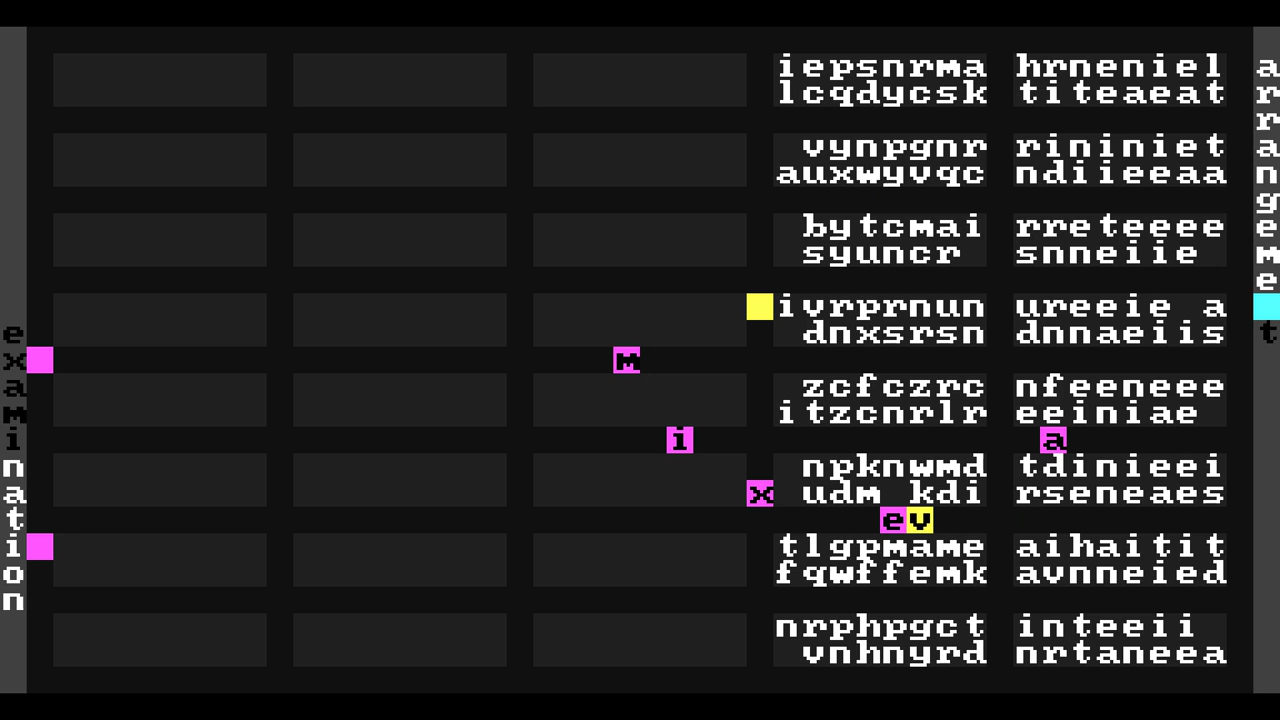 examination
iepsnrma hrneniel
lcqdycsk titeaeat
vynpgnr rininiet
auxwyvqc ndiieeaa
bytcmai rreteeee
syuncr snneiie
ivrprnun ureeie a
dnxsrsn dnnaeiis
m
zcfczrc nfeeneee
itzcnrlr eeiniae
i a
npknwmd tdinieei
x udm kdi rseneaes
ev
tlgpmame aihaitit
fqwffemk avnneied
nrphpgct inteeii
vnhnyrd nrtaneea
arrangeme t